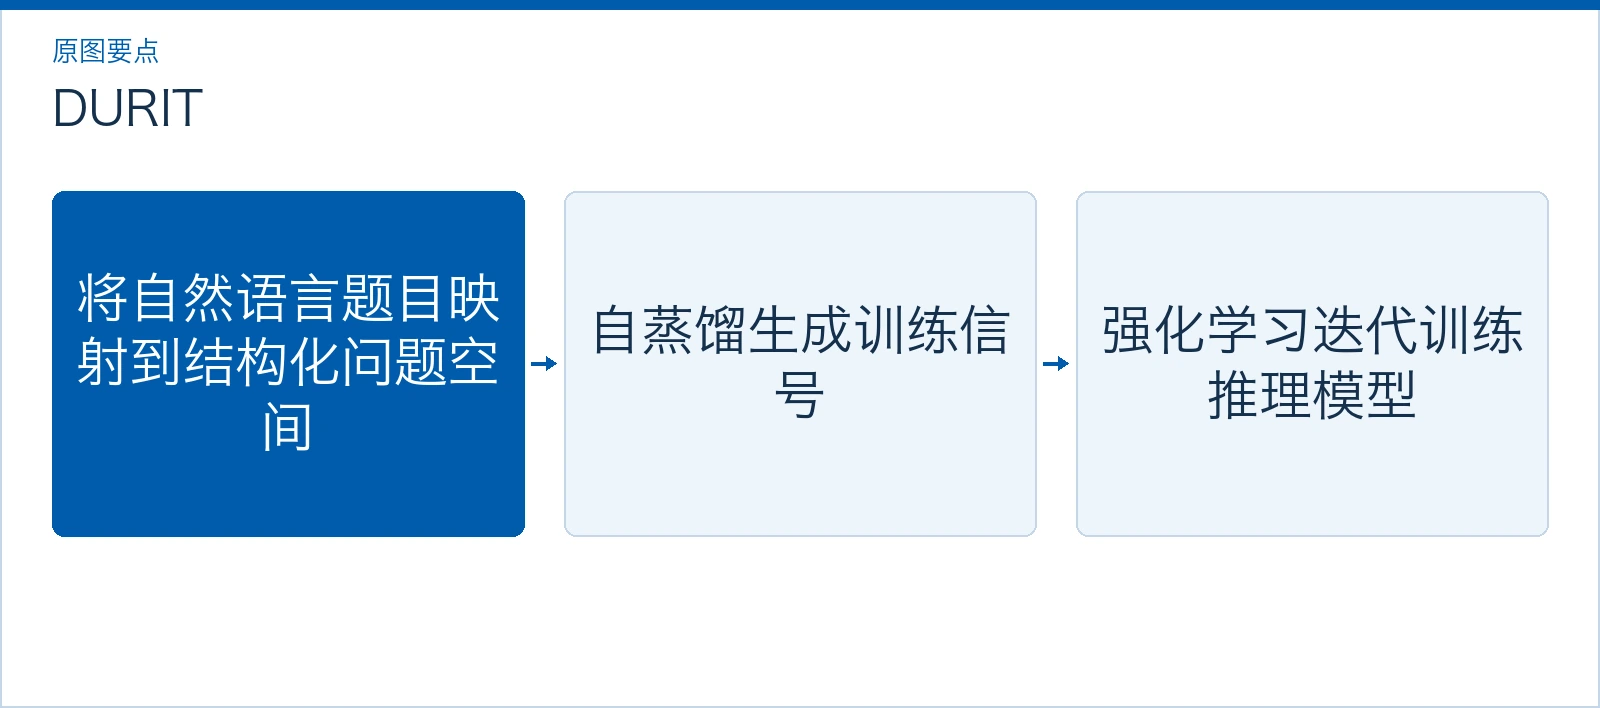 原图要点
DURIT
将自然语言题目映
射到结构化问题空
间
自蒸馏生成训练信
号
强化学习迭代训练
推理模型